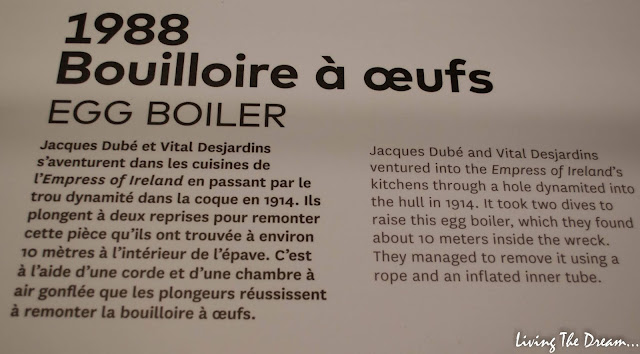 1988
Bouilloire à œufs
EGG BOILER
Jacques Dubé et Vital Desjardins
s'aventurent dans les cuisines de
l'Empress of Ireland en passant par le
trou dynamité dans la coque en 1914. Ils
plongent à deux reprises pour remonter
cette pièce qu'ils ont trouvée à environ
10 mètres à l'intérieur de l'épave. C'est
à l'aide d'une corde et d'une chambre à
air gonflée que les plongeurs réussissent
à remonter la bouilloire à œufs.
Jacques Dubé and Vital Desjardins
ventured into the Empress of Ireland's
kitchens through a hole dynamited into
the hull in 1914. It took two dives to
raise this egg boiler, which they found
about 10 meters inside the wreck.
They managed to remove it using a
rope and an inflated inner tube.
Living The Dream...